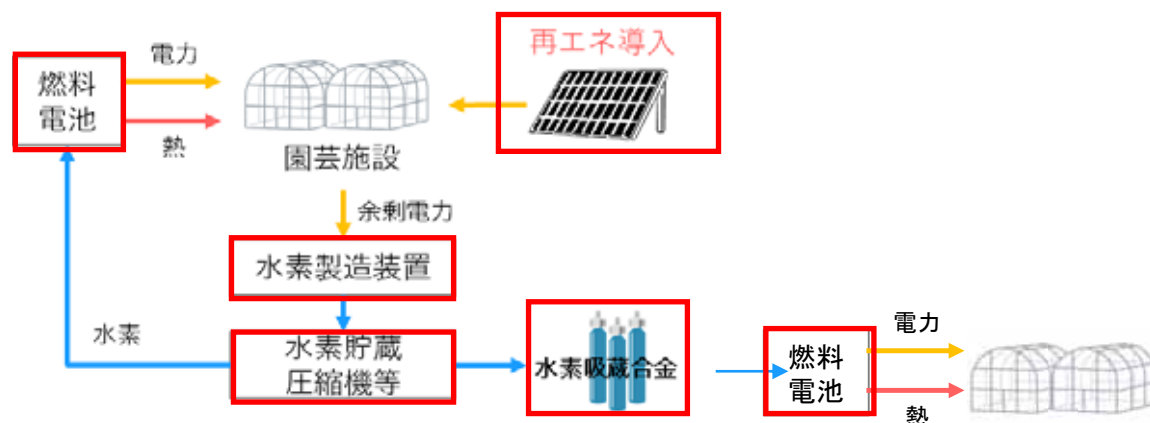 再エネ導入
電力
燃料
電池
熱
園芸施設
余剰電力
水素製造装置
水素
水素貯蔵
圧縮機等
水素吸蔵合金
電力
燃料
電池
熱